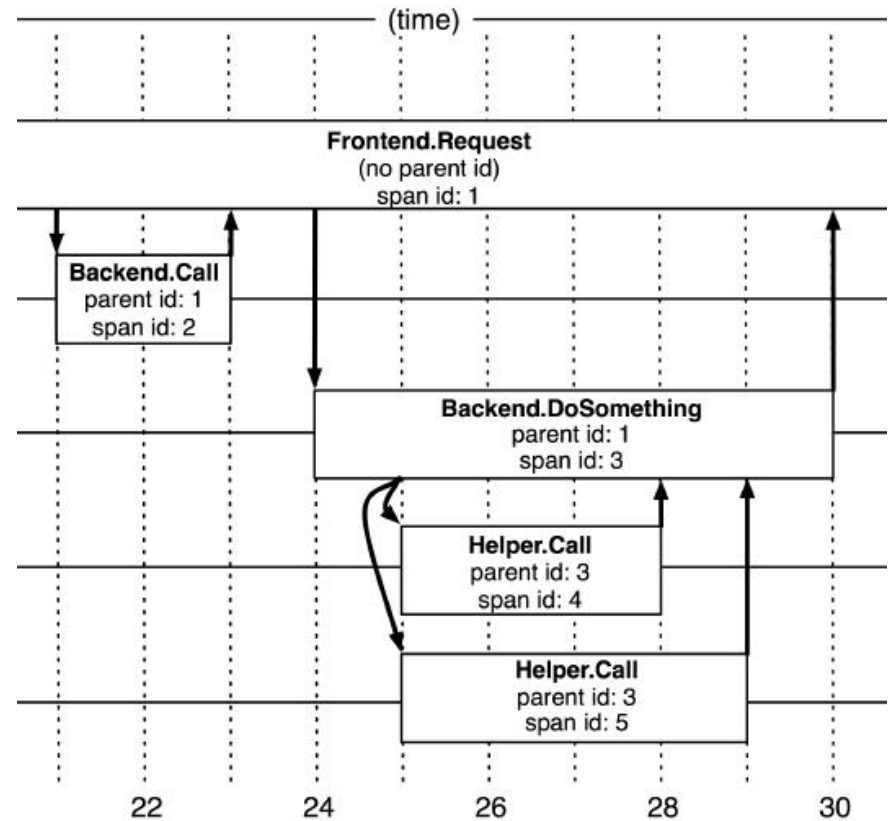 (time)
Frontend.Request
(no parent id)
span id: 1
Backend.Call
parent id: 1
span id: 2
Backend.DoSomething
parent id: 1
span id: 3
Helper.Call
parent id: 3
span id: 4
Helper.Call
parent id: 3
span id: 5
22 24 26 28 30